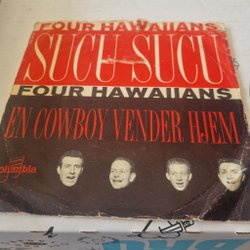 FOUR HAWAIIANS
SUCU SUCU
FOUR HAWAIIANS
EN COWBOY VENDER HJEM
Columbia